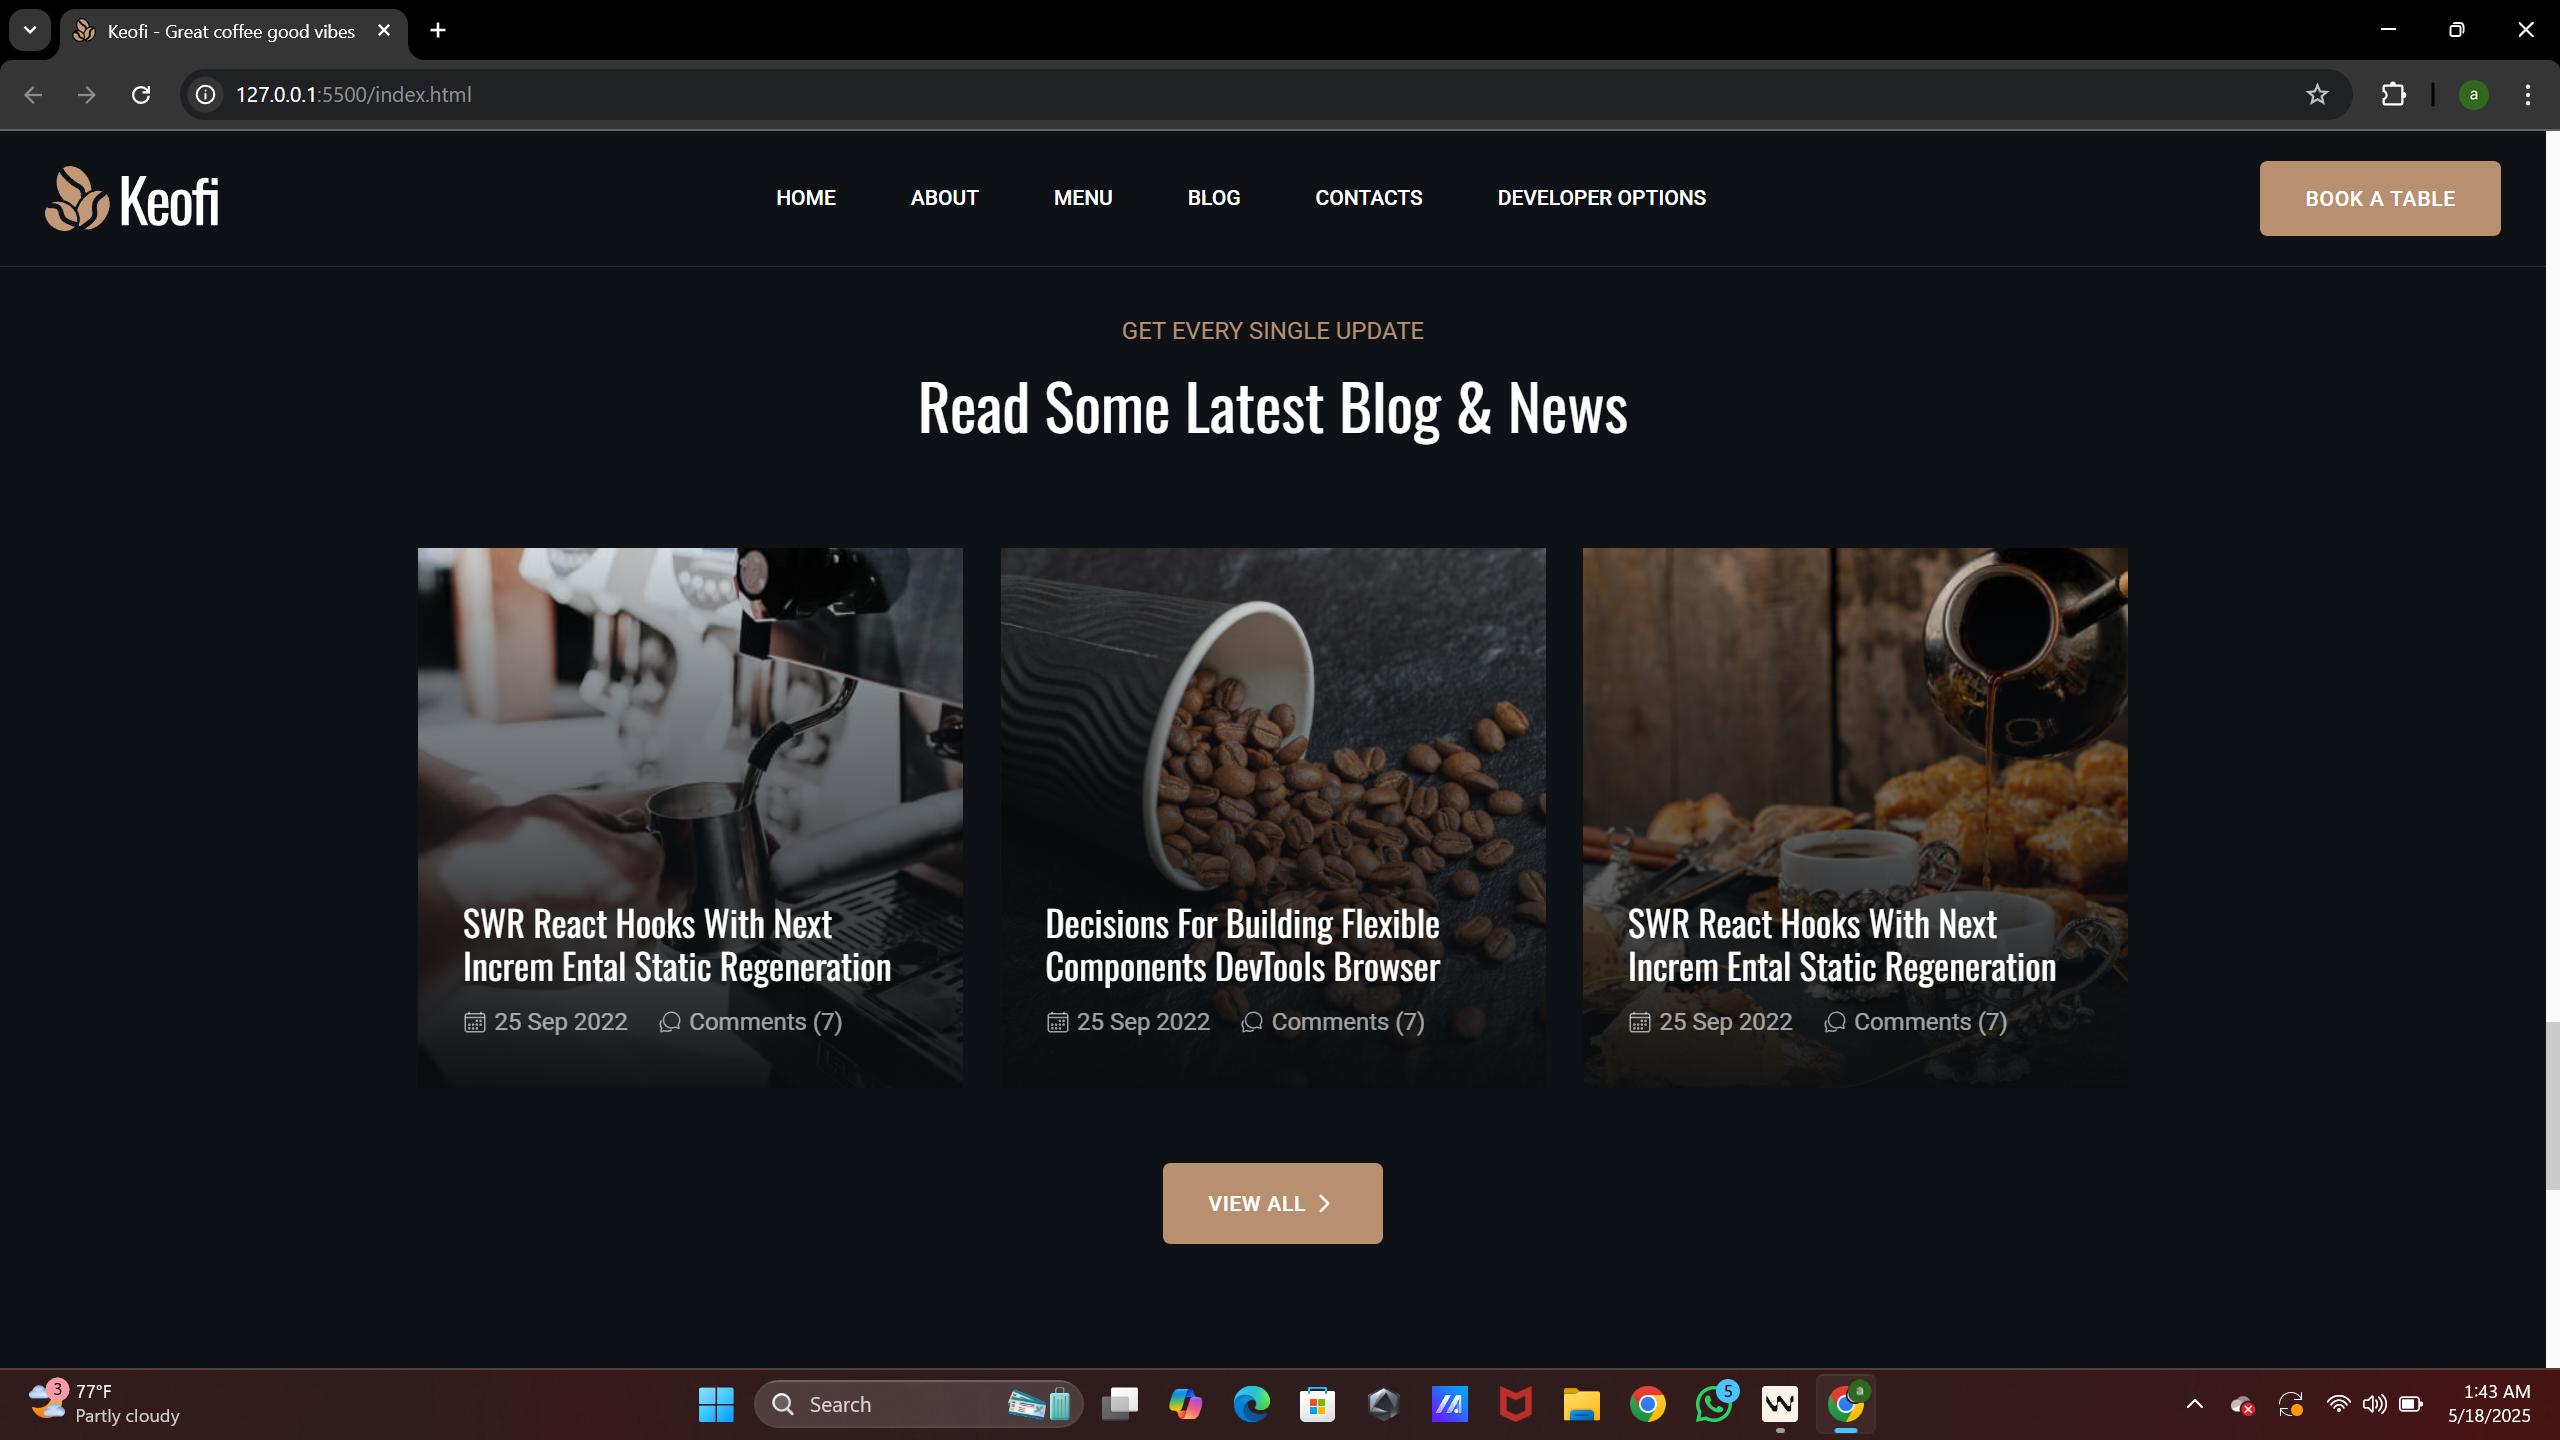 Keofi - Great coffee good vibes
127.0.0.1:5500/index.html
a
Keofi
HOME
ABOUT
MENU
BLOG
CONTACTS
DEVELOPER OPTIONS
BOOK A TABLE
GET EVERY SINGLE UPDATE
Read Some Latest Blog & News
SWR React Hooks With Next
Increm Ental Static Regeneration
25 Sep 2022
Comments (7)
Decisions For Building Flexible
Components DevTools Browser
25 Sep 2022
Comments (7)
SWR React Hooks With Next
Increm Ental Static Regeneration
25 Sep 2022
Comments (7)
VIEW ALL
3
77°F
Partly cloudy
Search
5
a
1:43 AM
5/18/2025